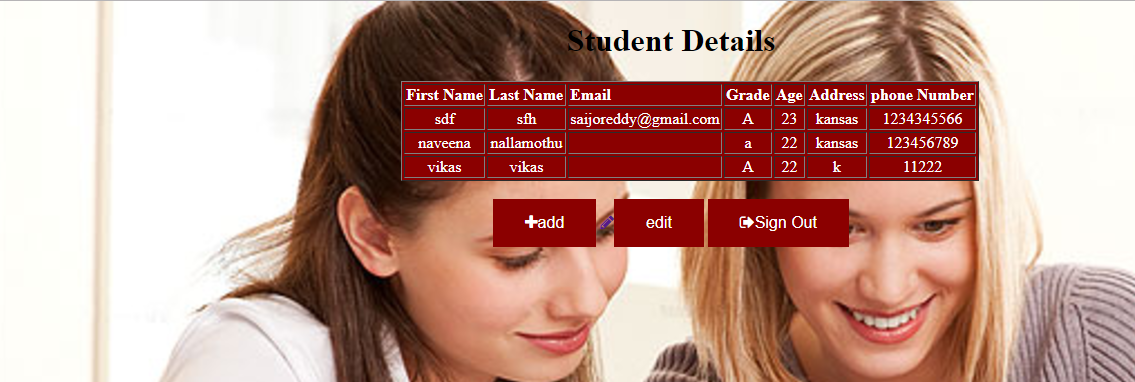 Student Details
First Name Last Name Email Grade Age Address phone Number
sdf sfh saijoreddy@gmail.com A 23 kansas 1234345566
naveena nallamothu a 22 kansas 123456789
vikas vikas A 22 k 11222
add edit Sign Out